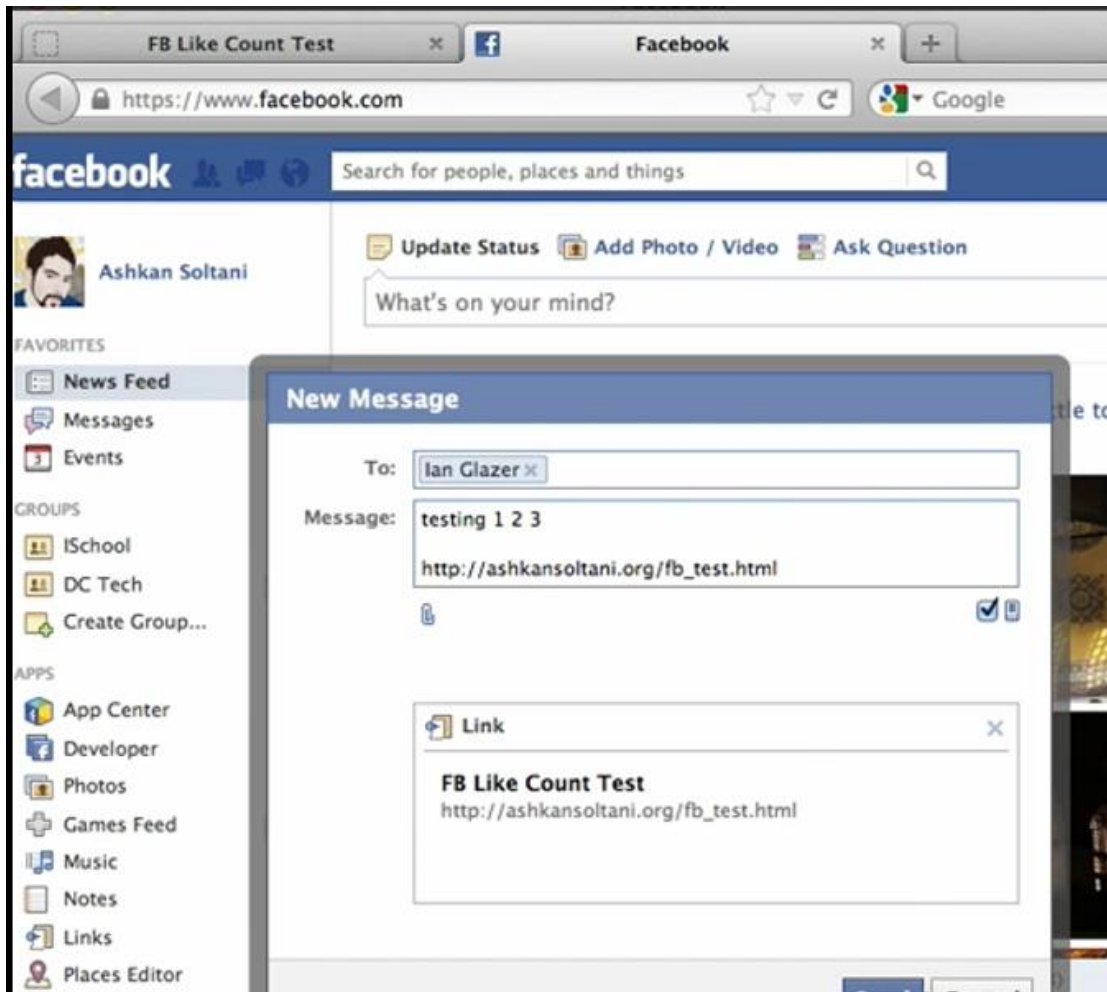 FB Like Count Test
Facebook
https://www.facebook.com
Google
facebook
Search for people, places and things
Ashkan Soltani
Update Status
Add Photo / Video
Ask Question
What's on your mind?
FAVORITES
News Feed
Messages
3
Events
New Message
To:
Ian Glazer
Message:
testing 1 2 3
http://ashkansoltani.org/fb_test.html
GROUPS
ISchool
DC Tech
Create Group...
Link
FB Like Count Test
http://ashkansoltani.org/fb_test.html
APPS
App Center
Developer
Photos
Games Feed
Music
Notes
Links
Places Editor